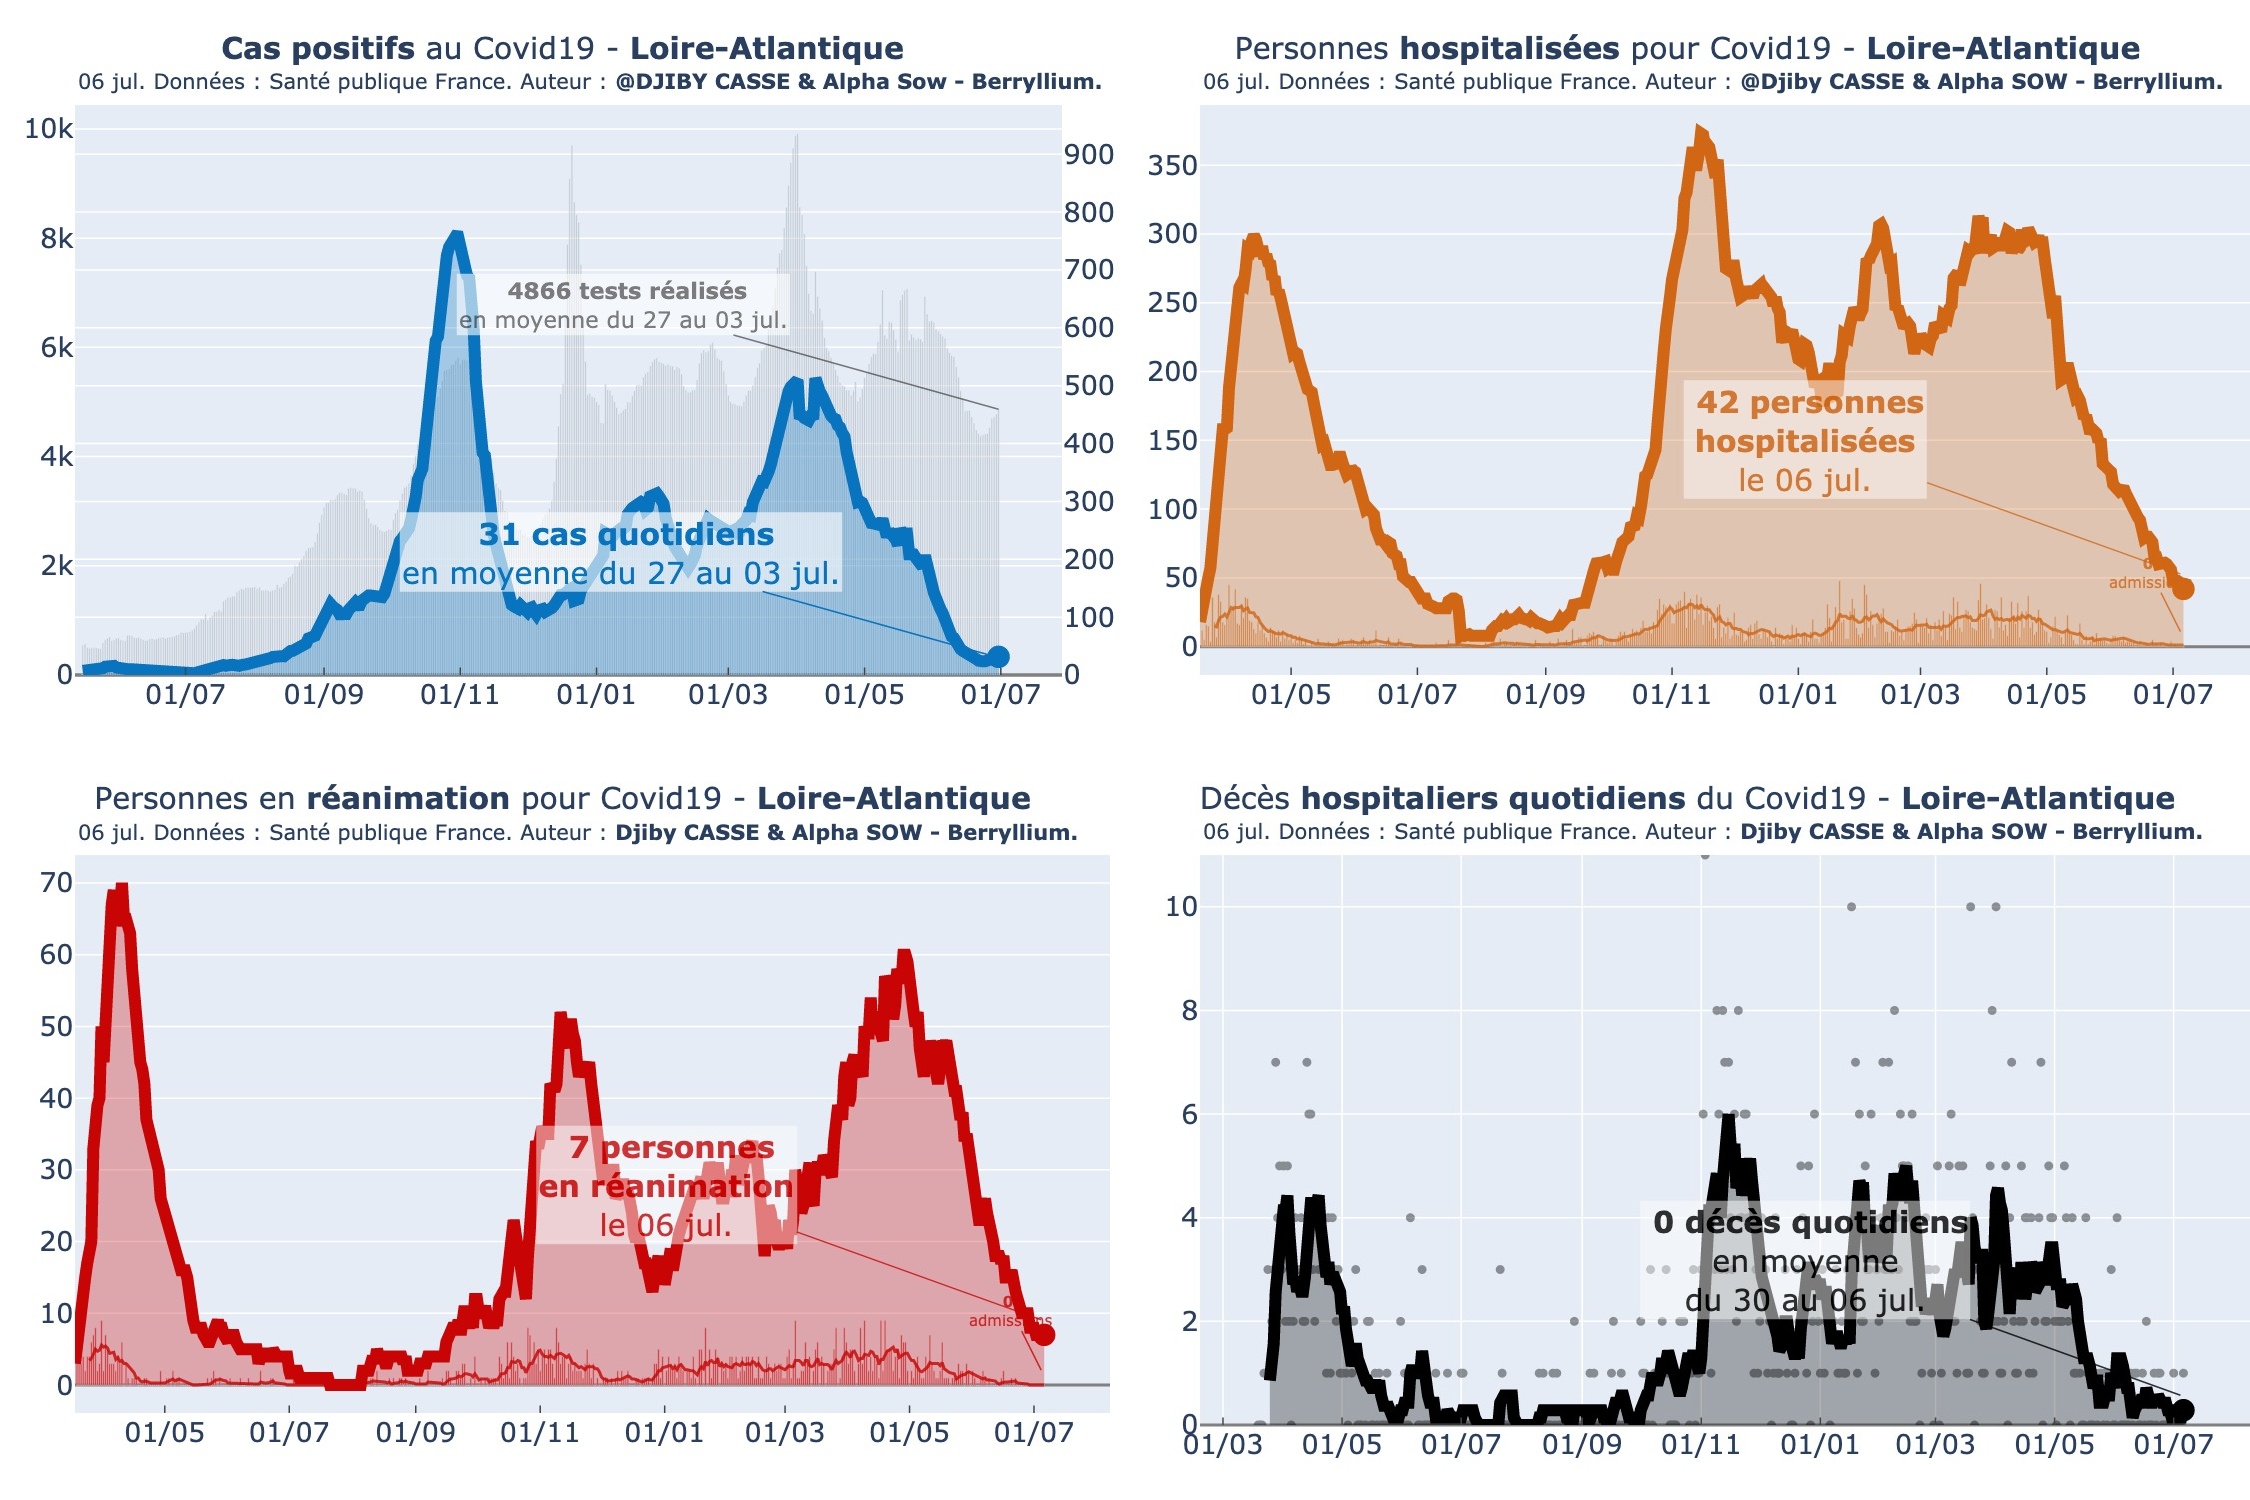 Cas positifs au Covid19 - Loire-Atlantique
06 jul. Données : Santé publique France. Auteur : @DJIBY CASSE & Alpha Sow - Berryllium.
10k
8k
6k
4k
2k
0
900
800
700
600
500
400
300
200
100
0
4866 tests réalisés
en moyenne du 27 au 03 jul.
31 cas quotidiens
en moyenne du 27 au 03 jul.
01/07 01/09 01/11 01/01 01/03 01/05 01/07
Personnes hospitalisées pour Covid19 - Loire-Atlantique
06 jul. Données : Santé publique France. Auteur : @Djiby CASSE & Alpha SOW - Berryllium.
350
300
250
200
150
100
50
0
42 personnes
hospitalisées
le 06 jul.
01/05 01/07 01/09 01/11 01/01 01/03 01/05 01/07
Personnes en réanimation pour Covid19 - Loire-Atlantique
06 jul. Données : Santé publique France. Auteur : Djiby CASSE & Alpha SOW - Berryllium.
70
60
50
40
30
20
10
0
7 personnes
en réanimation
le 06 jul.
0
admissions
01/05 01/07 01/09 01/11 01/01 01/03 01/05 01/07
Décès hospitaliers quotidiens du Covid19 - Loire-Atlantique
06 jul. Données : Santé publique France. Auteur : Djiby CASSE & Alpha SOW - Berryllium.
10
8
6
4
2
0
0 décès quotidiens
en moyenne
du 30 au 06 jul.
01/03 01/05 01/07 01/09 01/11 01/01 01/03 01/05 01/07